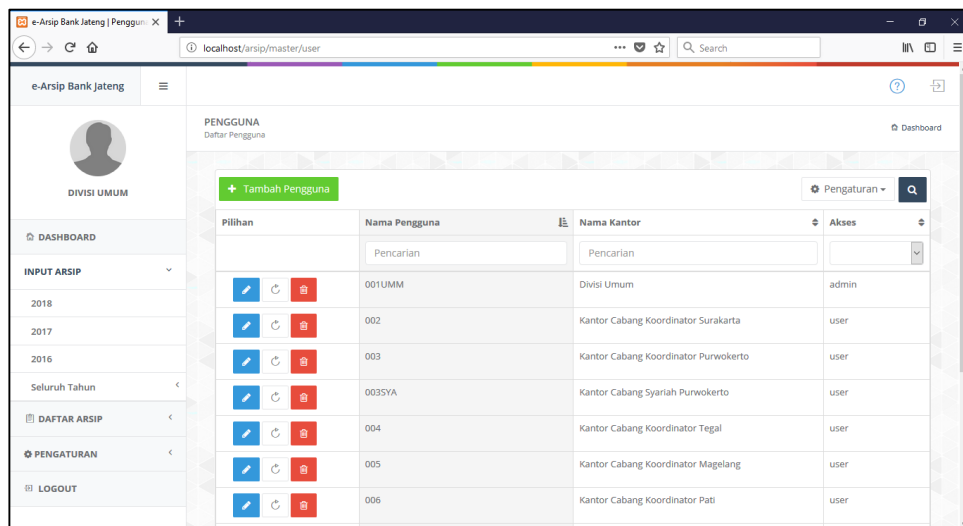 e-Arsip Bank Jateng | Penggun
localhost/arsip/master/user
Search
e-Arsip Bank Jateng
DIVISI UMUM
DASHBOARD
INPUT ARSIP
2018
2017
2016
Seluruh Tahun
DAFTAR ARSIP
PENGATURAN
LOGOUT
PENGGUNA
Daftar Pengguna
Dashboard
+ Tambah Pengguna
Pengaturan
Pilihan Nama Pengguna Nama Kantor Akses
Pencarian Pencarian
001UMM Divisi Umum admin
002 Kantor Cabang Koordinator Surakarta user
003 Kantor Cabang Koordinator Purwokerto user
003SYA Kantor Cabang Syariah Purwokerto user
004 Kantor Cabang Koordinator Tegal user
005 Kantor Cabang Koordinator Magelang user
006 Kantor Cabang Koordinator Pati user